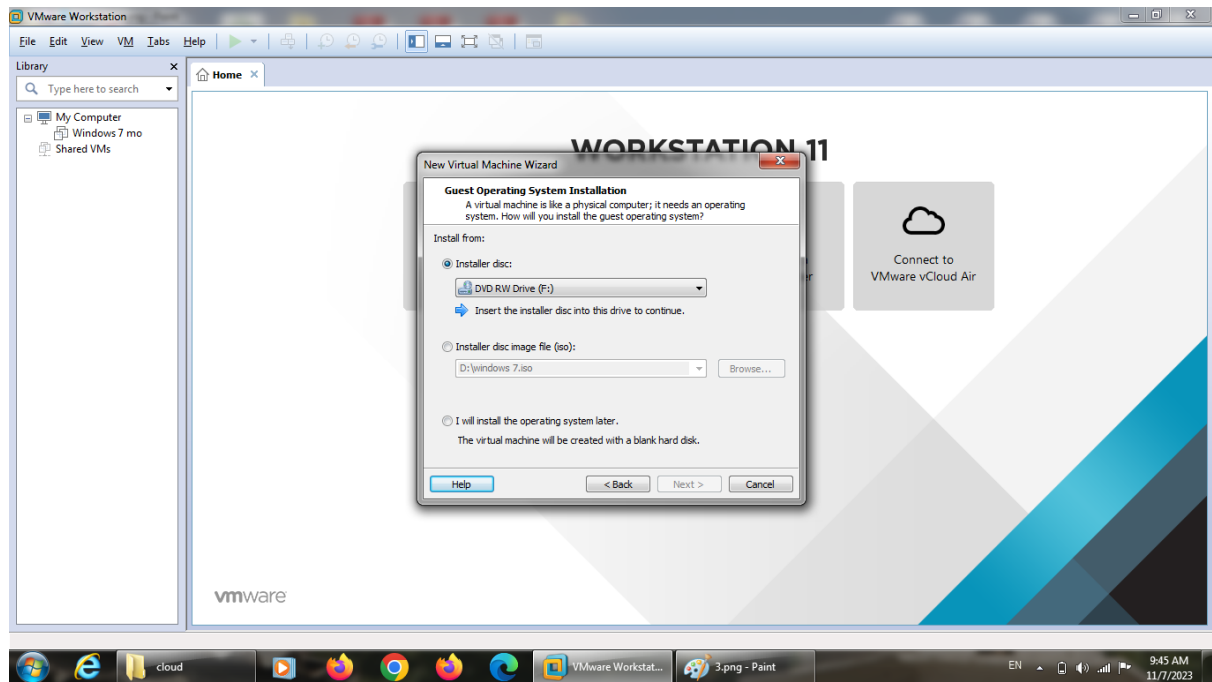 VMware Workstation
File Edit View VM Tabs Help
Library
Type here to search
My Computer
Windows 7 mo
Shared VMs
Home
WORKSTATION 11
New Virtual Machine Wizard
Guest Operating System Installation
A virtual machine is like a physical computer; it needs an operating
system. How will you install the guest operating system?
Install from:
Installer disc:
DVD RW Drive (F:)
Insert the installer disc into this drive to continue.
Installer disc image file (iso):
D:\windows 7.iso
Browse...
I will install the operating system later.
The virtual machine will be created with a blank hard disk.
Help
< Back
Next >
Cancel
Connect to
VMware vCloud Air
vmware
cloud
VMware Workstat...
3.png - Paint
EN
9:45 AM
11/7/2023